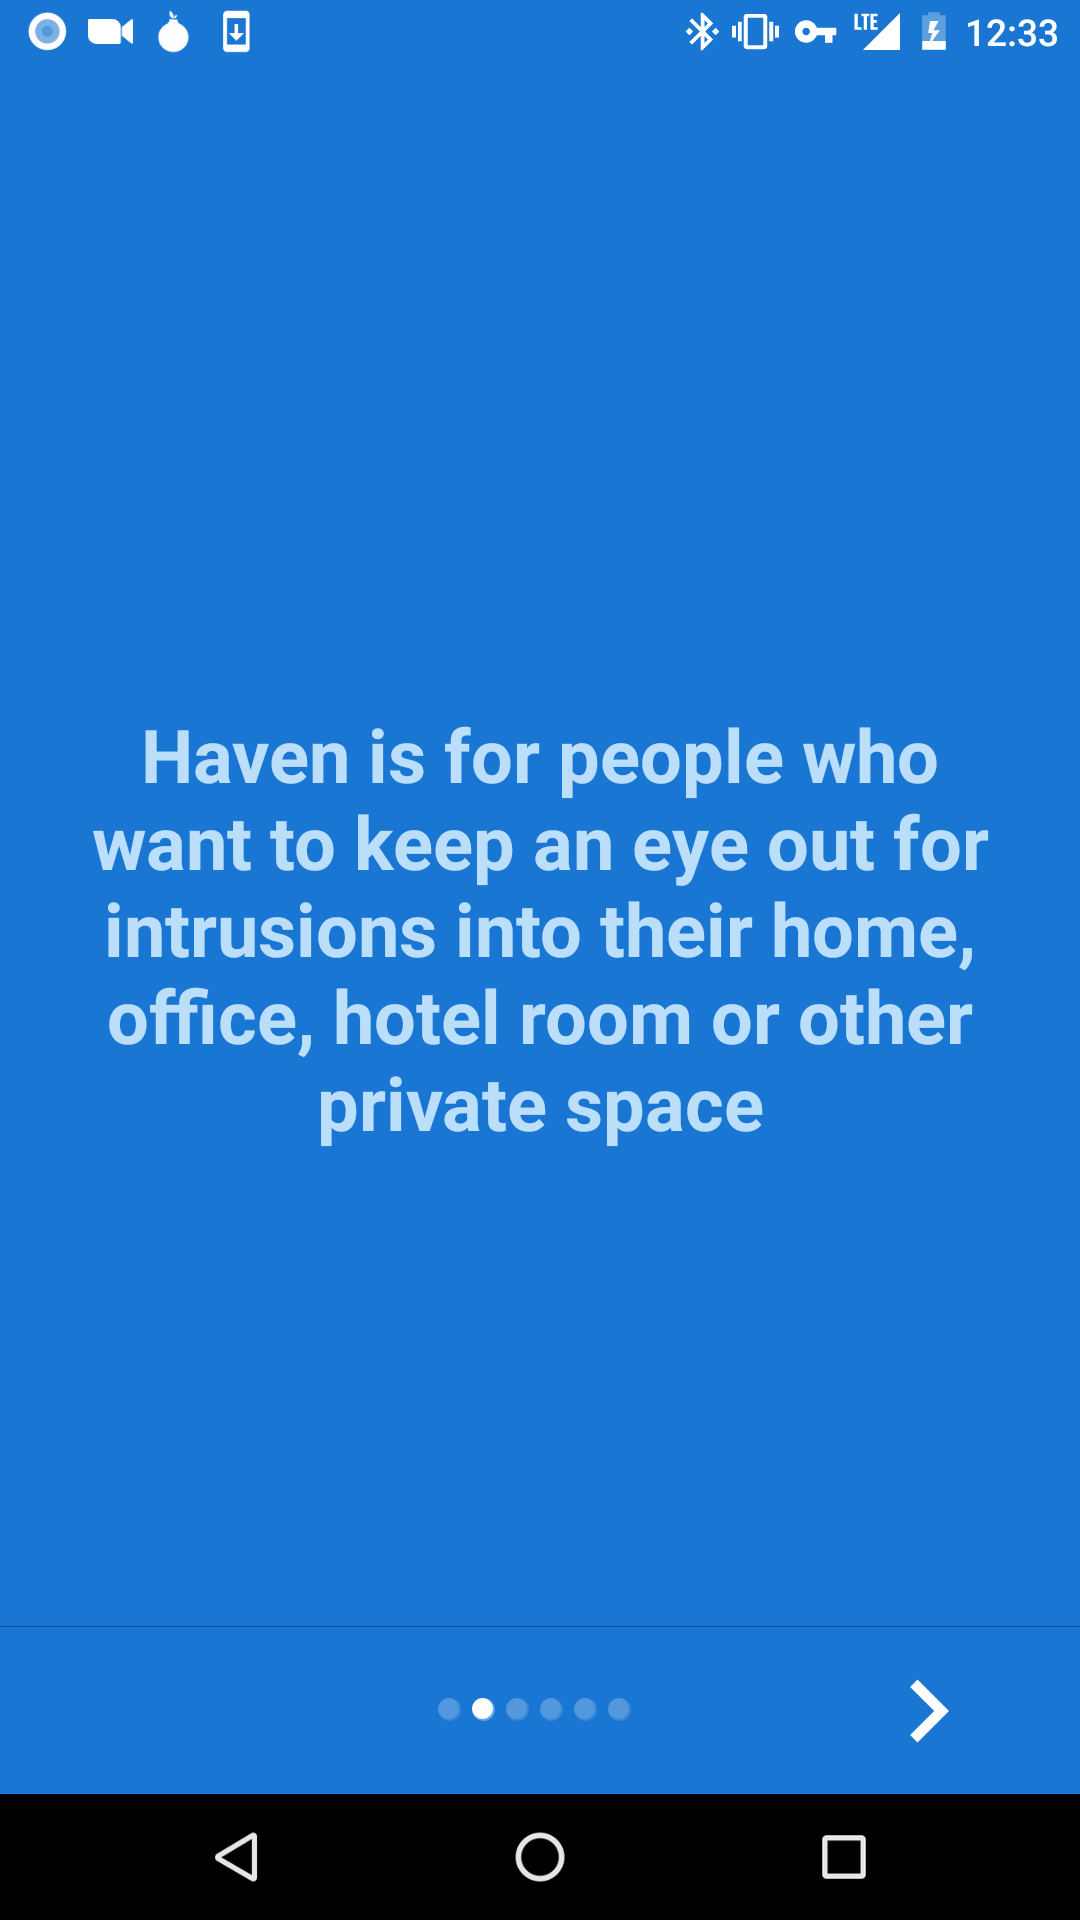 LTE 12:33
Haven is for people who
want to keep an eye out for
intrusions into their home,
office, hotel room or other
private space